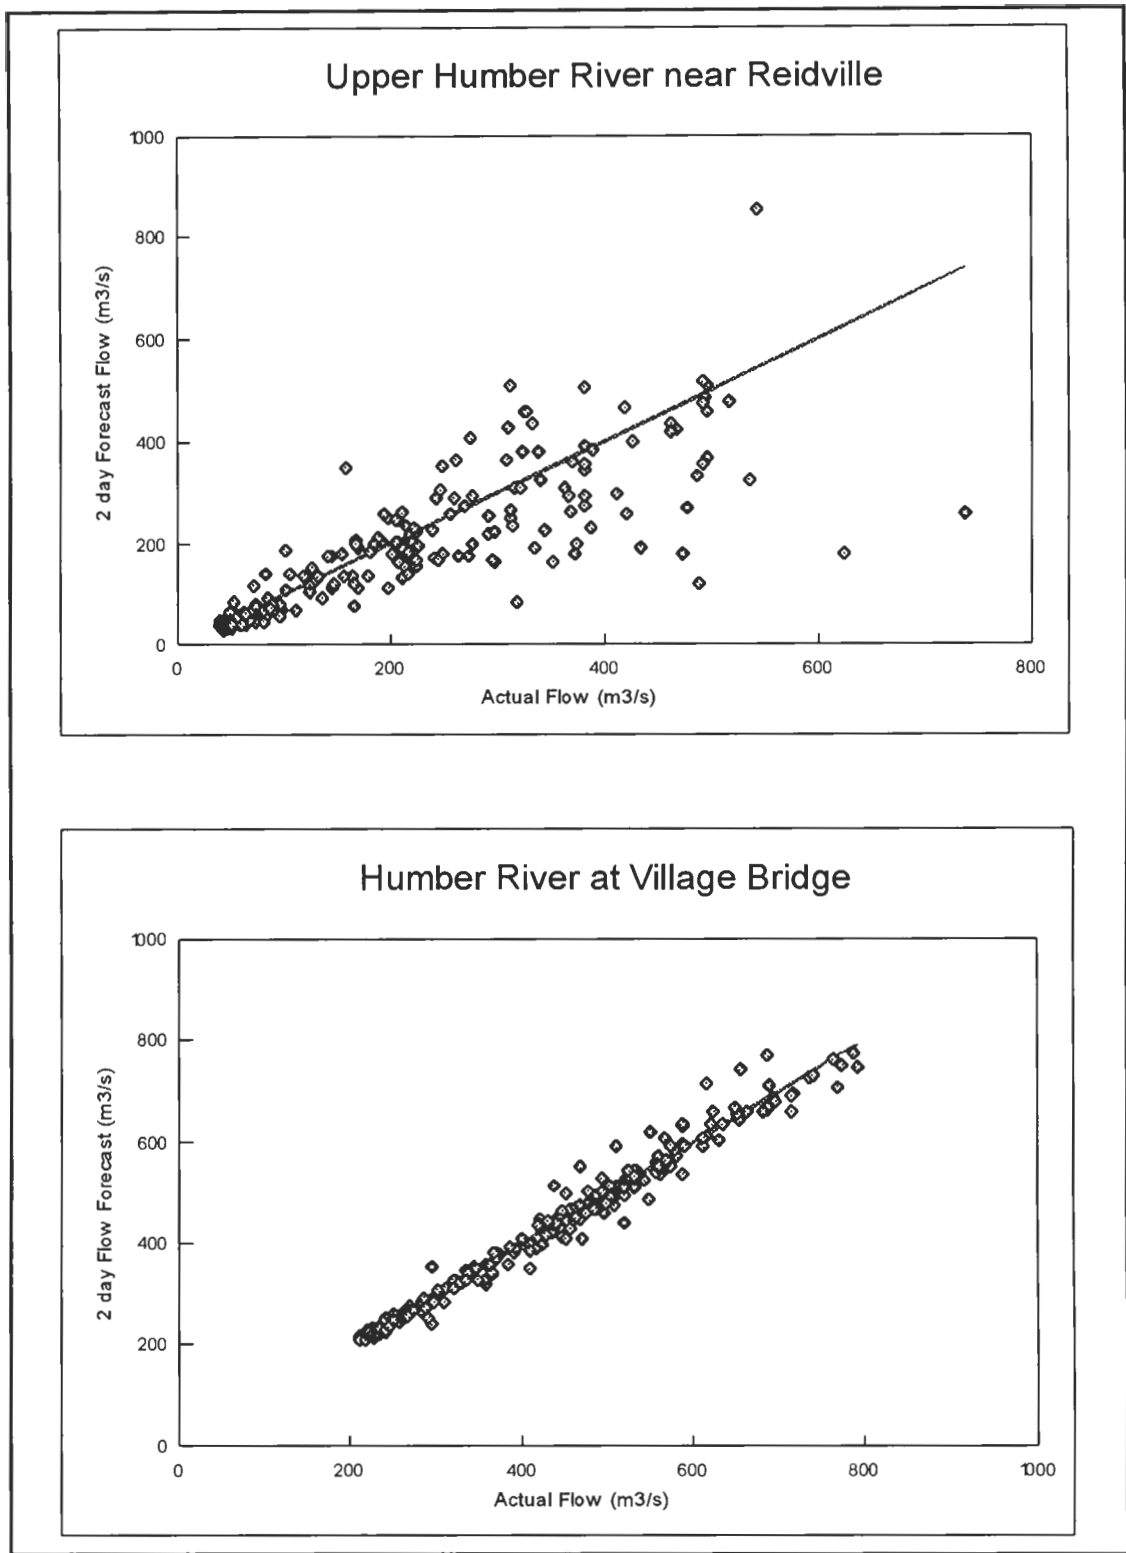 Upper Humber River near Reidville
1000
800
600
400
200
0
2 day Forecast Flow (m3/s)
0 200 400 600 800
Actual Flow (m3/s)
Humber River at Village Bridge
1000
800
600
400
200
0
2 day Flow Forecast (m3/s)
0 200 400 600 800 1000
Actual Flow (m3/s)